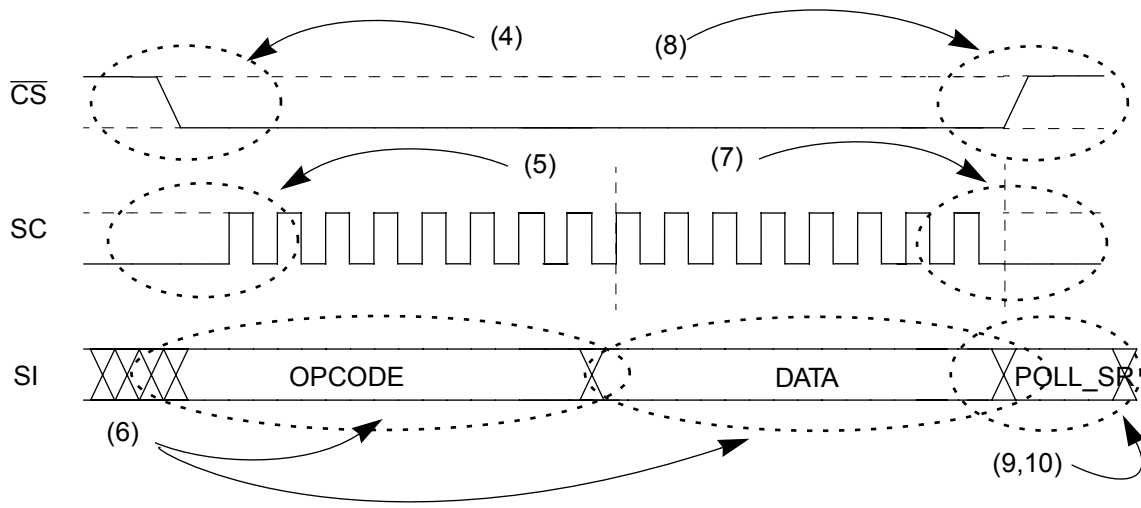 (4)
(8)
CS
(5)
(7)
SC
SI
OPCODE
DATA
POLL_SR
(6)
(9,10)